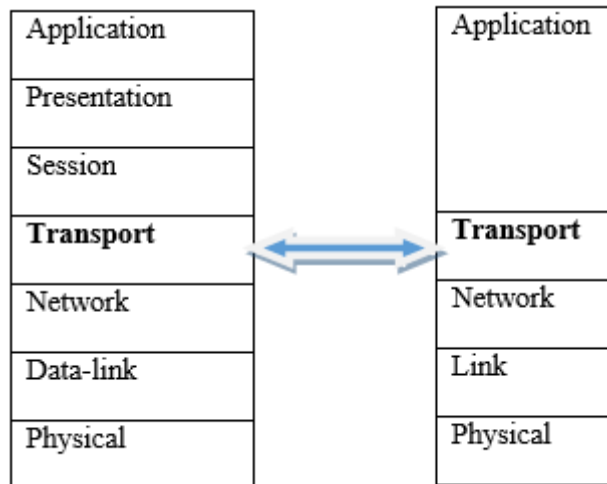 Application
Presentation
Session
Transport
Network
Data-link
Physical
Application
Transport
Network
Link
Physical